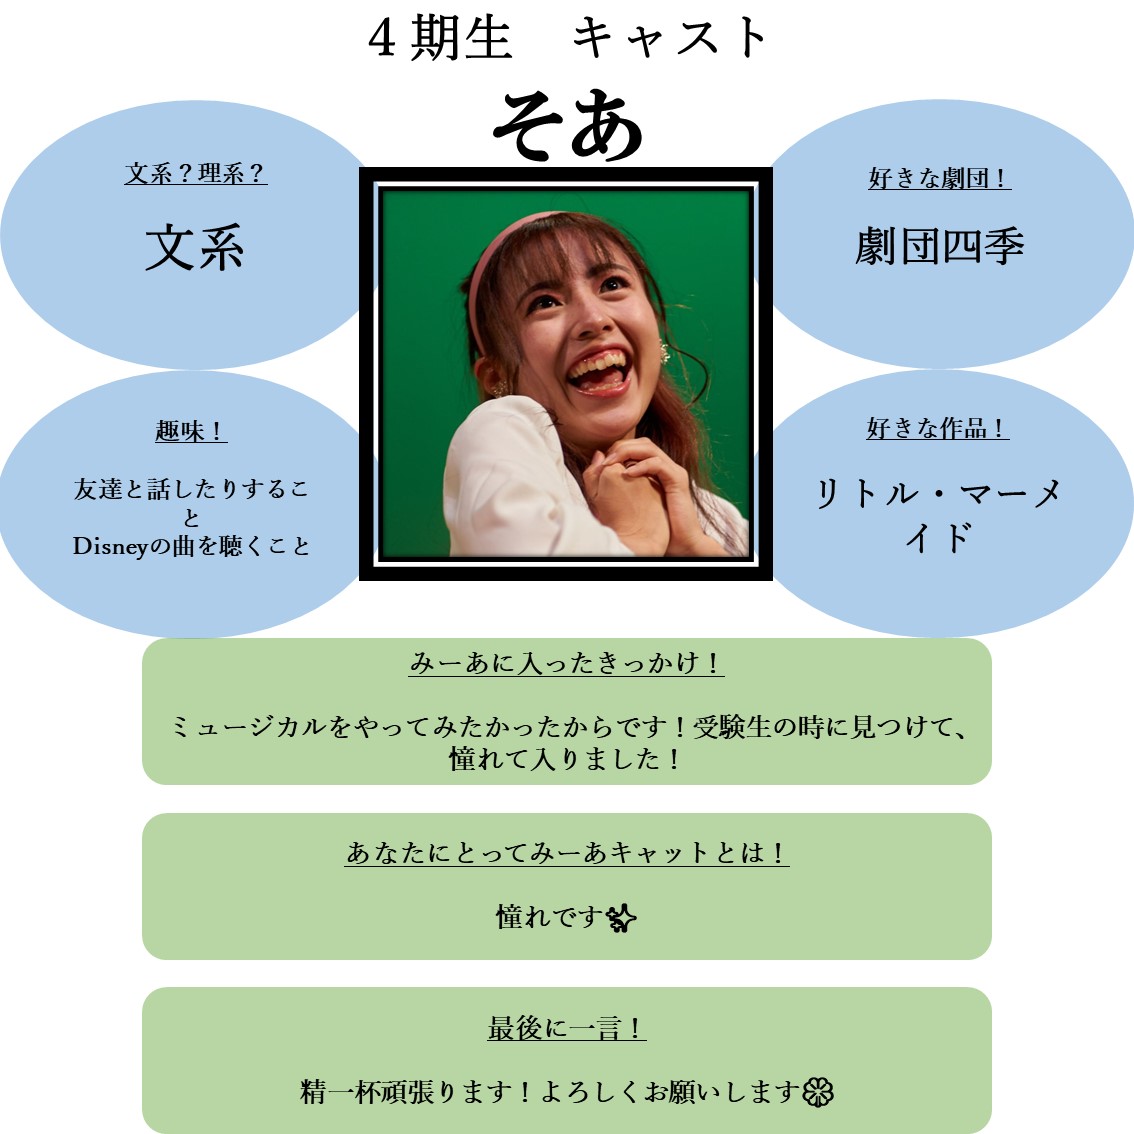 ４期生　キャスト
そあ
文系？理系？
文系
好きな劇団！
劇団四季
趣味！
友達と話したりするこ
と
Disneyの曲を聴くこと
好きな作品！
リトル・マーメ
イド
みーあに入ったきっかけ！
ミュージカルをやってみたかったからです！受験生の時に見つけて、
憧れて入りました！
あなたにとってみーあキャットとは！
憧れです✨
最後に一言！
精一杯頑張ります！よろしくお願いします💮